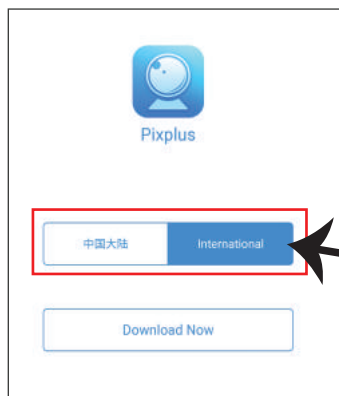 Pixplus
中国大陆
International
Download Now